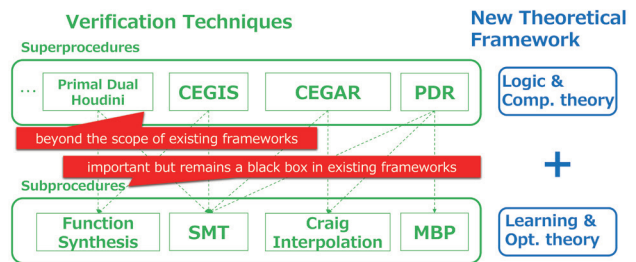 Verification Techniques
New Theoretical
Framework
Superprocedures
...
Primal Dual
Houdini
CEGIS
CEGAR
PDR
Logic &
Comp. theory
beyond the scope of existing frameworks
important but remains a black box in existing frameworks
+
Subprocedures
Function
Synthesis
SMT
Craig
Interpolation
MBP
Learning &
Opt. theory